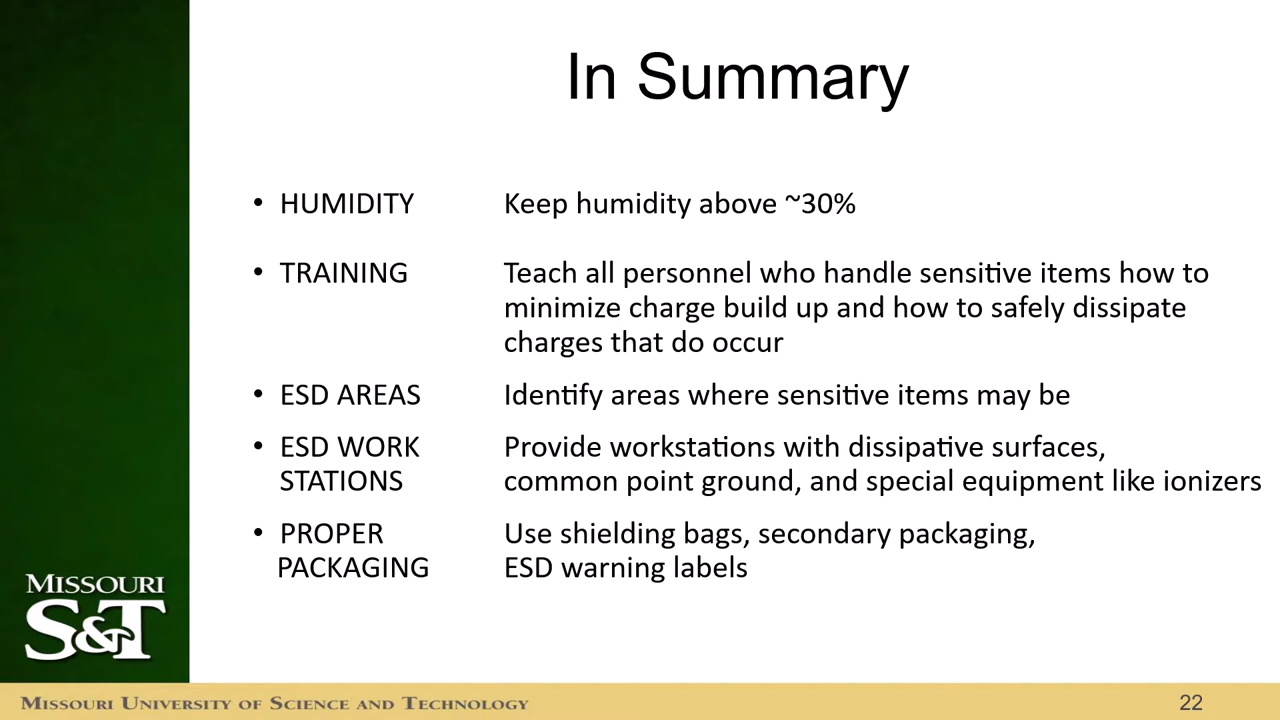 In Summary
• HUMIDITY Keep humidity above ~30%
• TRAINING Teach all personnel who handle sensitive items how to
minimize charge build up and how to safely dissipate
charges that do occur
• ESD AREAS Identify areas where sensitive items may be
• ESD WORK Provide workstations with dissipative surfaces,
STATIONS common point ground, and special equipment like ionizers
• PROPER Use shielding bags, secondary packaging,
PACKAGING ESD warning labels
MISSOURI
S&T
MISSOURI UNIVERSITY OF SCIENCE AND TECHNOLOGY 22